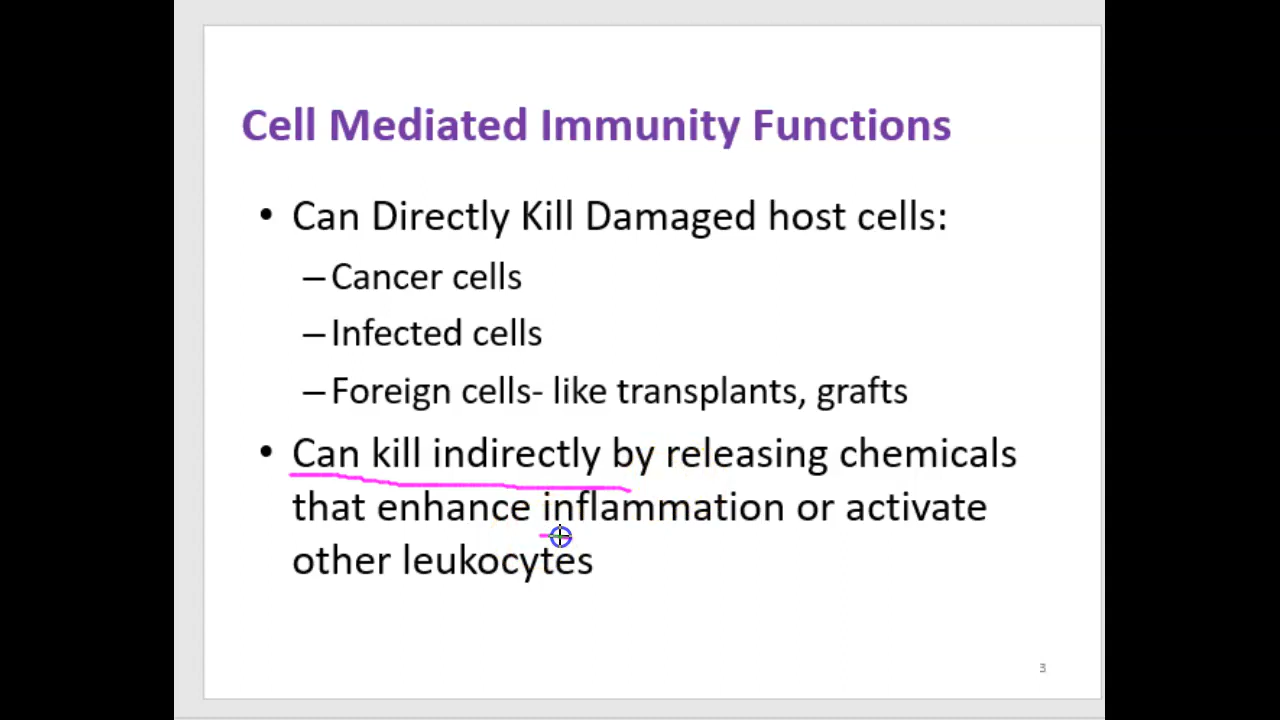 Cell Mediated Immunity Functions
• Can Directly Kill Damaged host cells:
–Cancer cells
–Infected cells
–Foreign cells- like transplants, grafts
• Can kill indirectly by releasing chemicals
that enhance inflammation or activate
other leukocytes
3